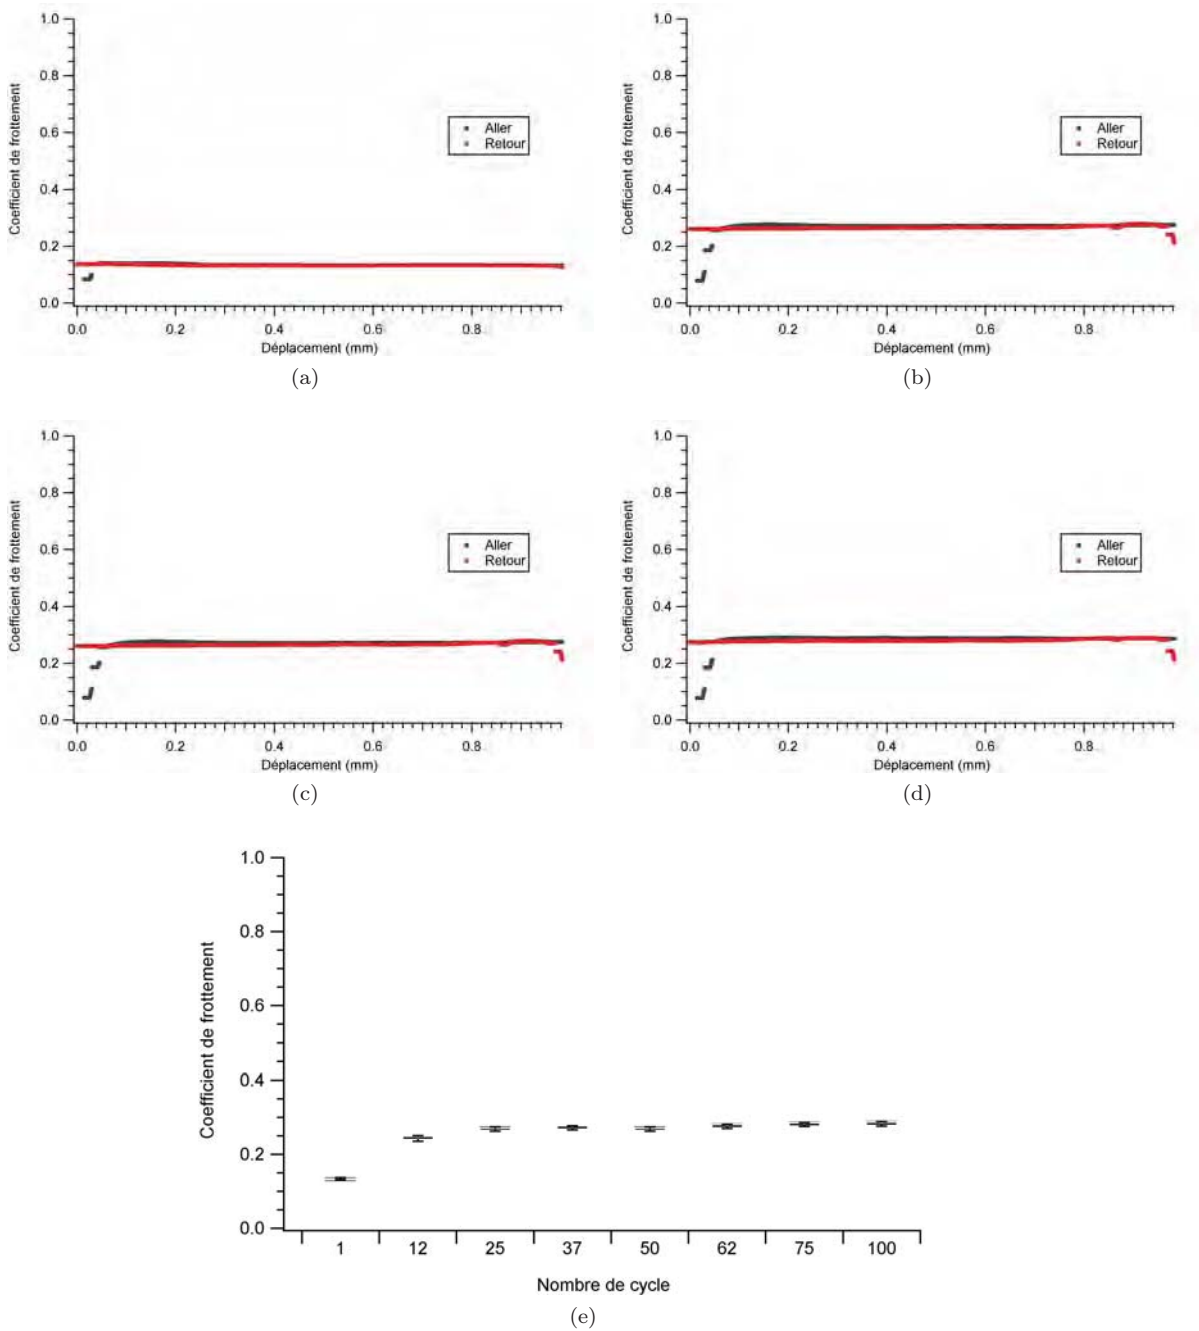 1.0
0.8
0.6
0.4
0.2
0.0
Coefficient de frottement
Aller
Retour
0.0 0.2 0.4 0.6 0.8
Déplacement (mm)
(a)
1.0
0.8
0.6
0.4
0.2
0.0
Coefficient de frottement
Aller
Retour
0.0 0.2 0.4 0.6 0.8
Déplacement (mm)
(b)
1.0
0.8
0.6
0.4
0.2
0.0
Coefficient de frottement
Aller
Retour
0.0 0.2 0.4 0.6 0.8
Déplacement (mm)
(c)
1.0
0.8
0.6
0.4
0.2
0.0
Coefficient de frottement
Aller
Retour
0.0 0.2 0.4 0.6 0.8
Déplacement (mm)
(d)
1.0
0.8
0.6
0.4
0.2
0.0
Coefficient de frottement
1 12 25 37 50 62 75 100
Nombre de cycle
(e)